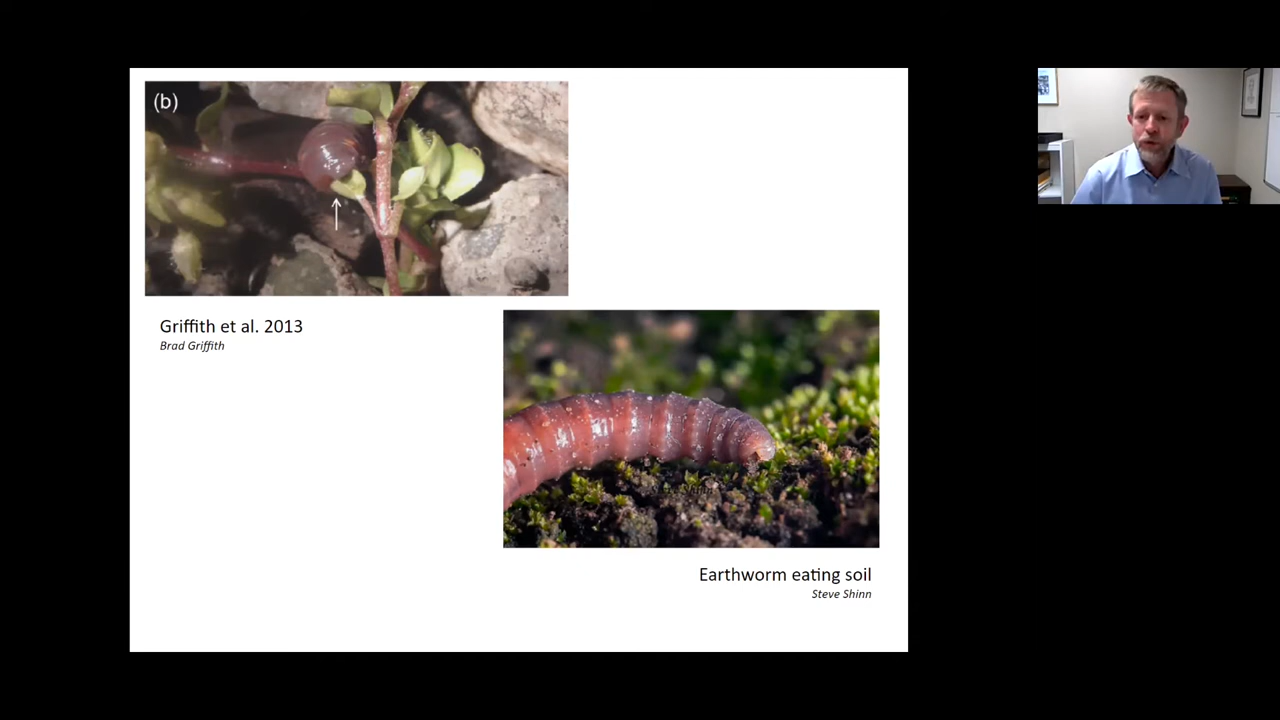 (b)
Griffith et al. 2013
Brad Griffith
Earthworm eating soil
Steve Shinn